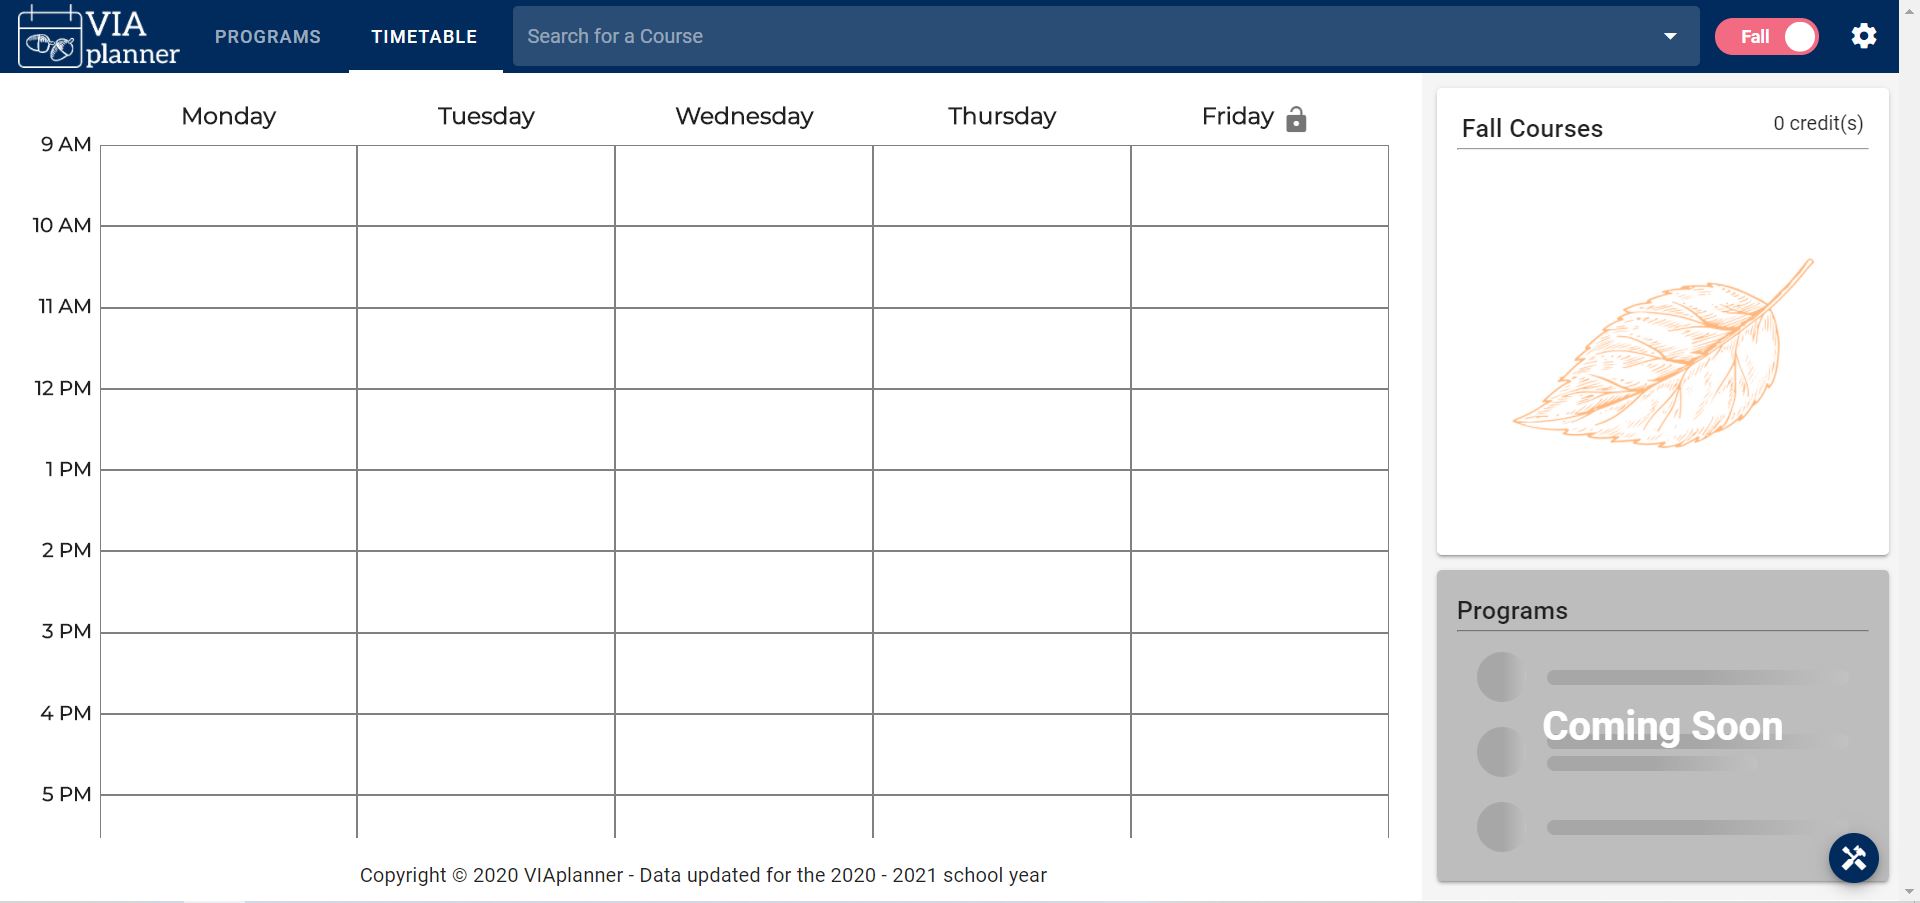 VIA
planner
PROGRAMS
TIMETABLE
Search for a Course
Fall
Monday Tuesday Wednesday Thursday Friday
9 AM
10 AM
11 AM
12 PM
1 PM
2 PM
3 PM
4 PM
5 PM
Copyright © 2020 VIAplanner - Data updated for the 2020 - 2021 school year
Fall Courses
0 credit(s)
Programs
Coming Soon